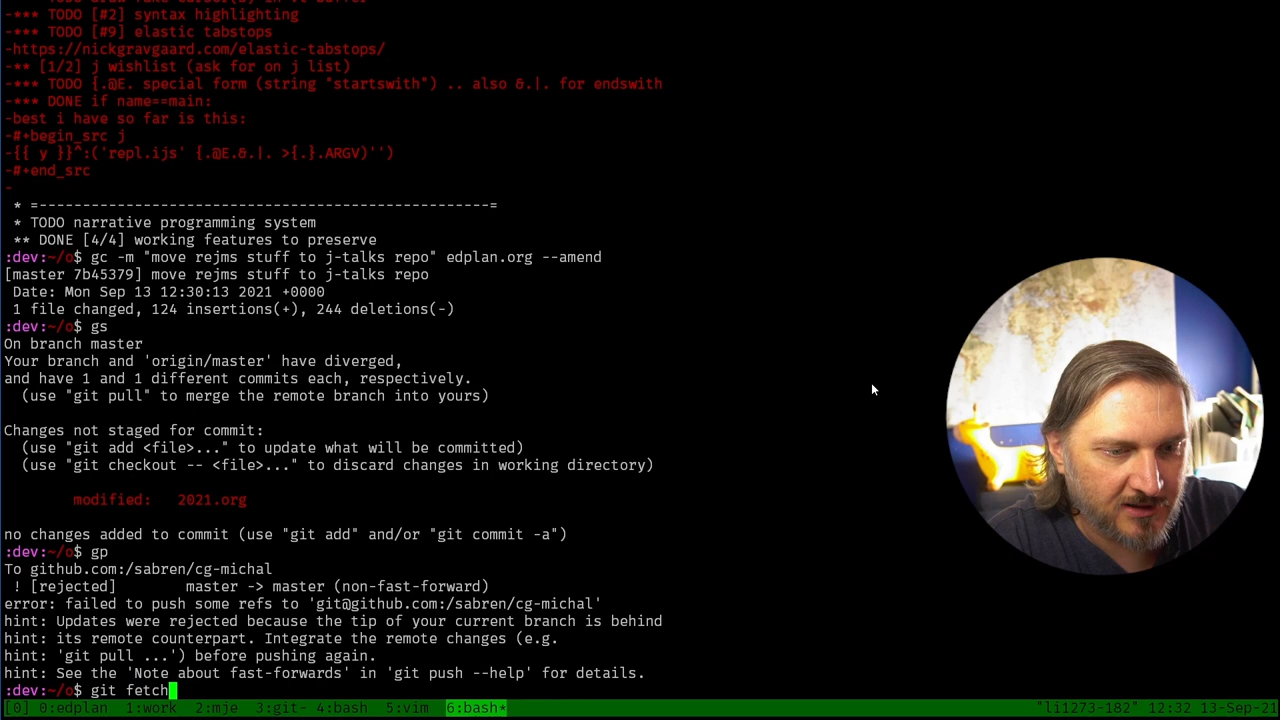 -*** TODO [#2] syntax highlighting
-*** TODO [#9] elastic tabstops
-https://nickgravgaard.com/elastic-tabstops/
-** [1/2] j wishlist (ask for on j list)
-*** TODO {.@E. special form (string "startswith") .. also &.|. for endswith
-*** DONE if name==main:
-best i have so far is this:
-#+begin_src j
-{{ y }}^:('repl.ijs' {.@E.&.|. >{.}.ARGV)'')
-#+end_src
-
 * =-----------------------------------------------------=
 * TODO narrative programming system
 ** DONE [4/4] working features to preserve
:dev:~/o$ gc -m "move rejms stuff to j-talks repo" edplan.org --amend
[master 7b45379] move rejms stuff to j-talks repo
 Date: Mon Sep 13 12:30:13 2021 +0000
 1 file changed, 124 insertions(+), 244 deletions(-)
:dev:~/o$ gs
On branch master
Your branch and 'origin/master' have diverged,
and have 1 and 1 different commits each, respectively.
  (use "git pull" to merge the remote branch into yours)

Changes not staged for commit:
  (use "git add <file>..." to update what will be committed)
  (use "git checkout -- <file>..." to discard changes in working directory)

        modified:   2021.org

no changes added to commit (use "git add" and/or "git commit -a")
:dev:~/o$ gp
To github.com:/sabren/cg-michal
 ! [rejected]        master -> master (non-fast-forward)
error: failed to push some refs to 'git@github.com:/sabren/cg-michal'
hint: Updates were rejected because the tip of your current branch is behind
hint: its remote counterpart. Integrate the remote changes (e.g.
hint: 'git pull ...') before pushing again.
hint: See the 'Note about fast-forwards' in 'git push --help' for details.
:dev:~/o$ git fetch
[0] 0:edplan  1:work  2:mje  3:git- 4:bash  5:vim  6:bash* "li1273-182" 12:32 13-Sep-21